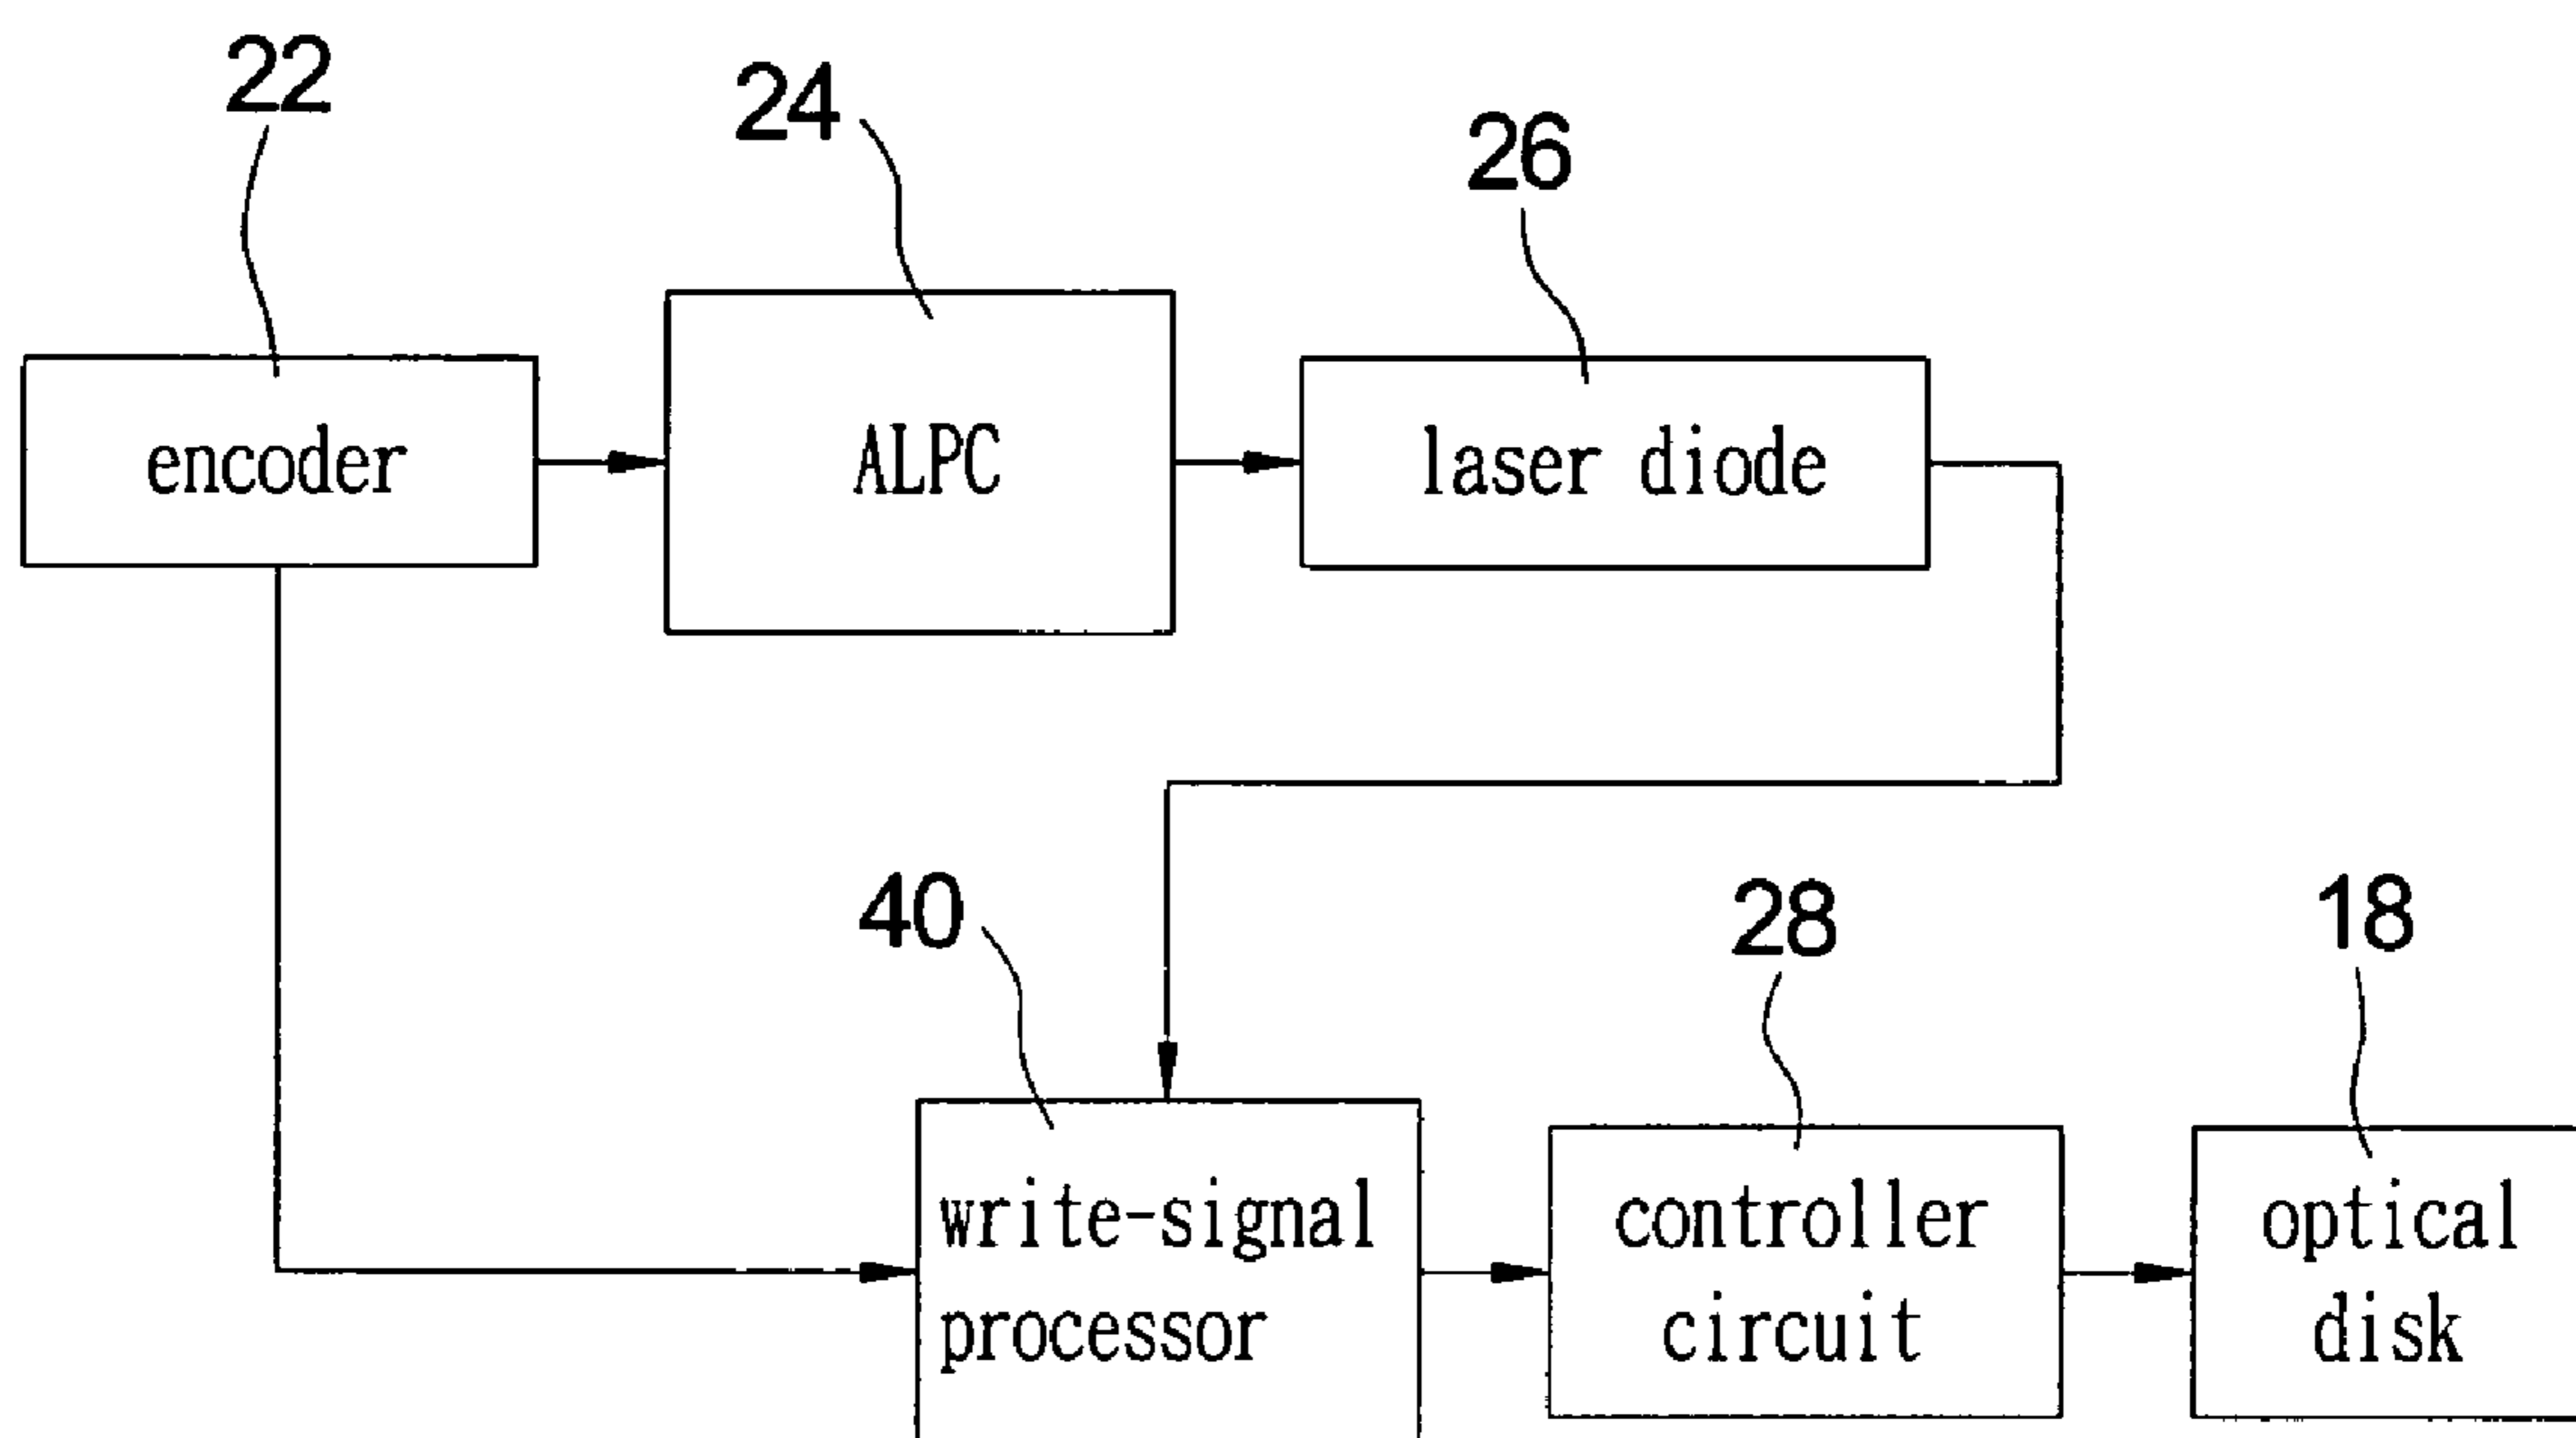 22
24
26
encoder
ALPC
laser diode
40
28
18
write-signal
processor
controller
circuit
optical
disk